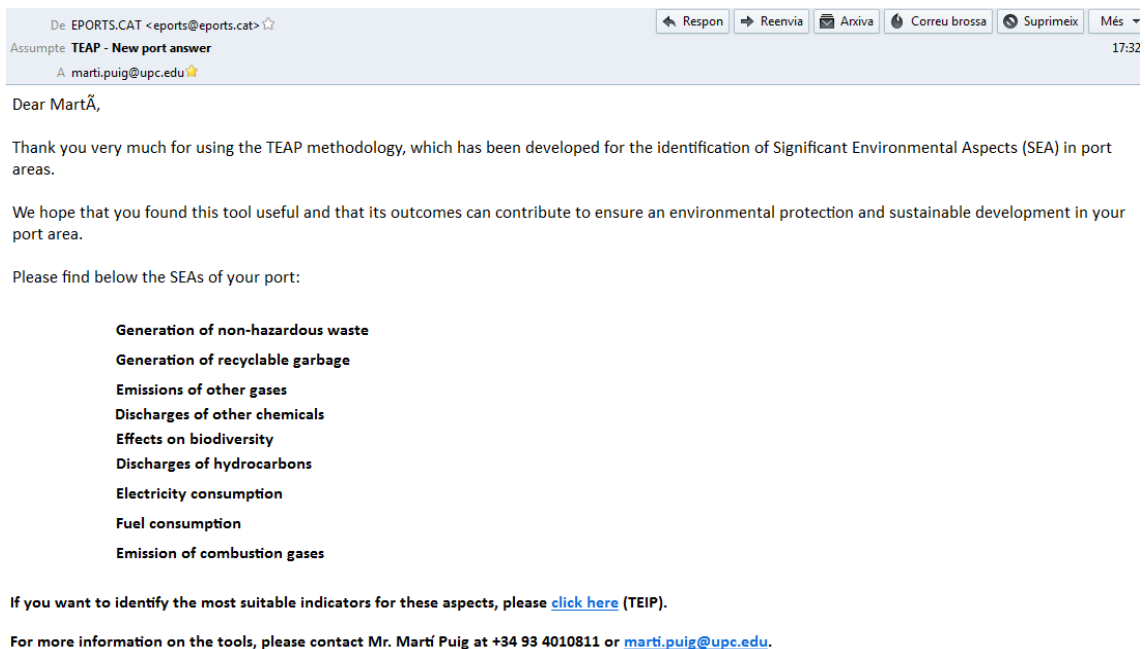 De EPORTS.CAT <eports@eports.cat>
Respon Reenvia Arxiva Correu brossa Suprimeix Més
Assumpte TEAP - New port answer 17:32
A marti.puig@upc.edu
Dear MartÃ,
Thank you very much for using the TEAP methodology, which has been developed for the identification of Significant Environmental Aspects (SEA) in port
areas.
We hope that you found this tool useful and that its outcomes can contribute to ensure an environmental protection and sustainable development in your
port area.
Please find below the SEAs of your port:
Generation of non-hazardous waste
Generation of recyclable garbage
Emissions of other gases
Discharges of other chemicals
Effects on biodiversity
Discharges of hydrocarbons
Electricity consumption
Fuel consumption
Emission of combustion gases
If you want to identify the most suitable indicators for these aspects, please click here (TEIP).
For more information on the tools, please contact Mr. Martí Puig at +34 93 4010811 or marti.puig@upc.edu.